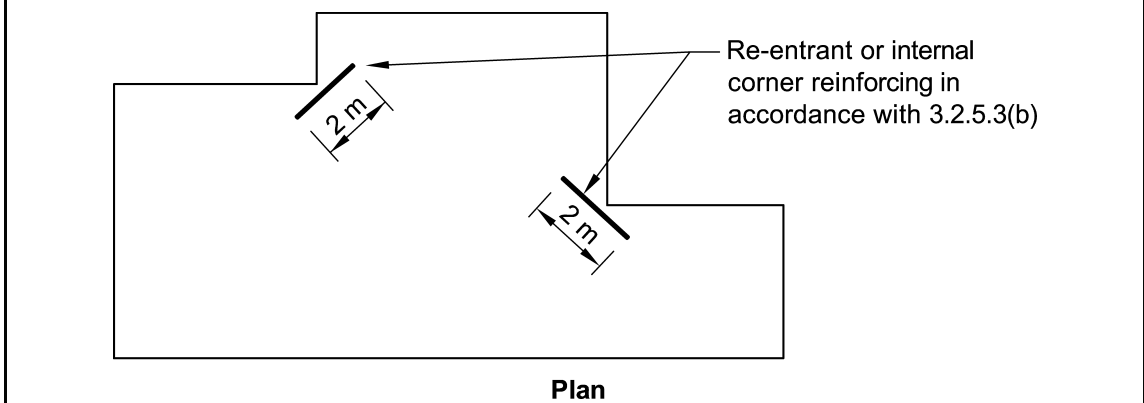 Re-entrant or internal
corner reinforcing in
accordance with 3.2.5.3(b)
2 m
2 m
Plan